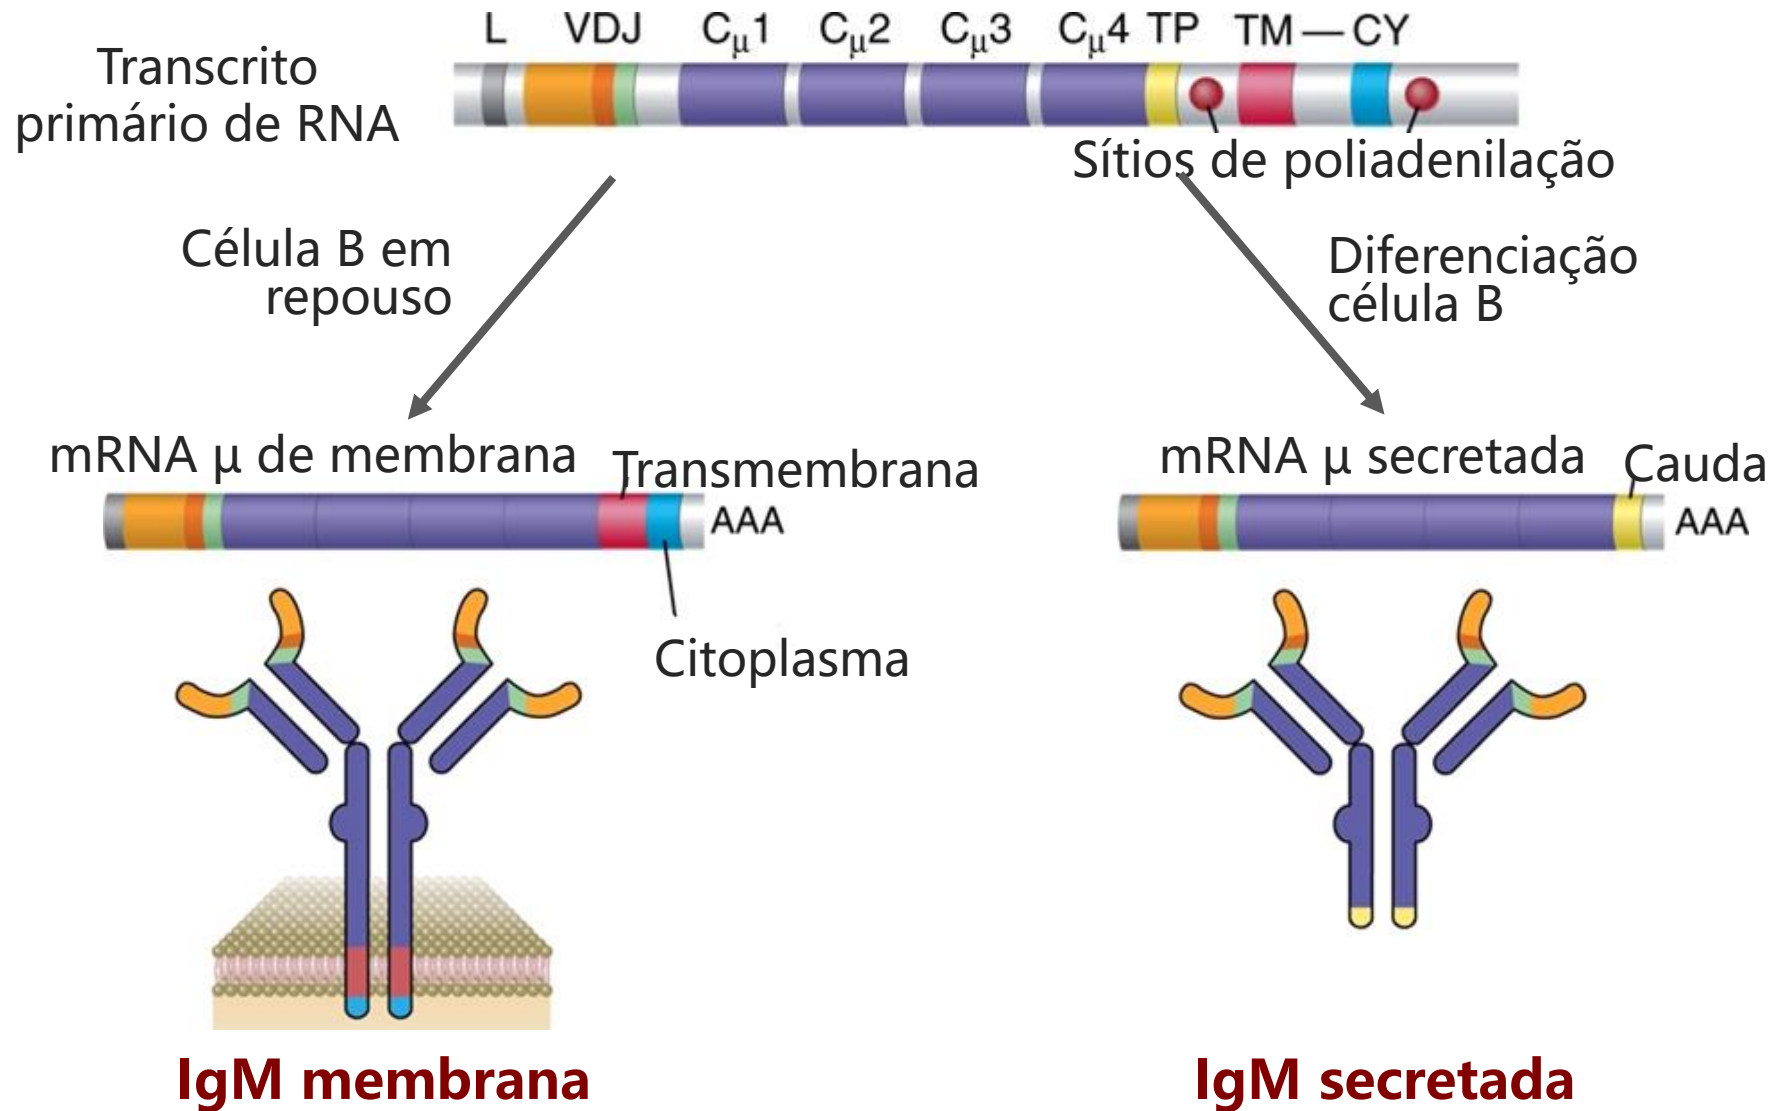 L VDJ Cμ1 Cμ2 Cμ3 Cμ4 TP TM — CY
Transcrito
primário de RNA
Sítios de poliadenilação
Célula B em
repouso
Diferenciação
célula B
mRNA μ de membrana
Transmembrana
AAA
Citoplasma
mRNA μ secretada
Cauda
AAA
IgM membrana
IgM secretada